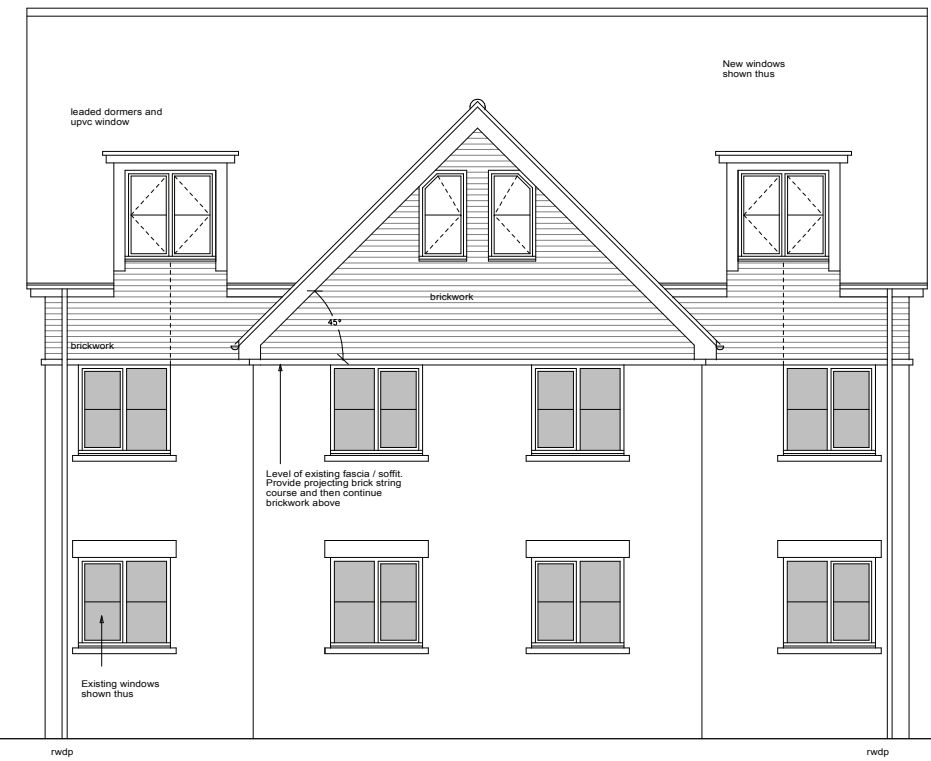 New windows
shown thus
leaded dormers and
upvc window
brickwork
45°
brickwork
Level of existing fascia / soffit.
Provide projecting brick string
course and then continue
brickwork above
Existing windows
shown thus
rwdp
rwdp